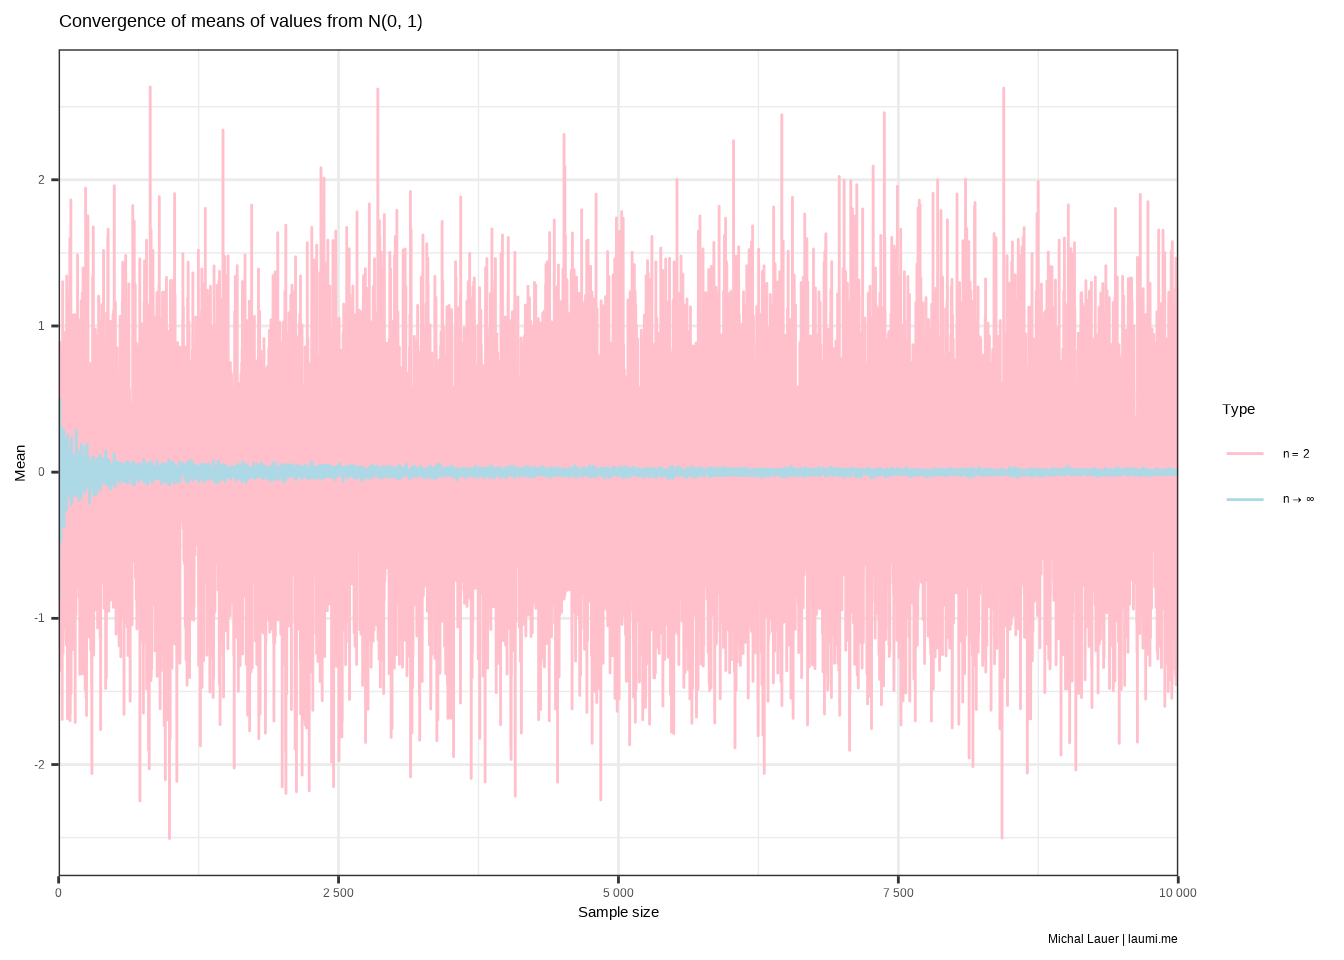 Convergence of means of values from N(0, 1)
Mean
2
1
0
-1
-2
0
2 500
5 000
7 500
10 000
Sample size
Type
n = 2
n → ∞
Michal Lauer | laumi.me